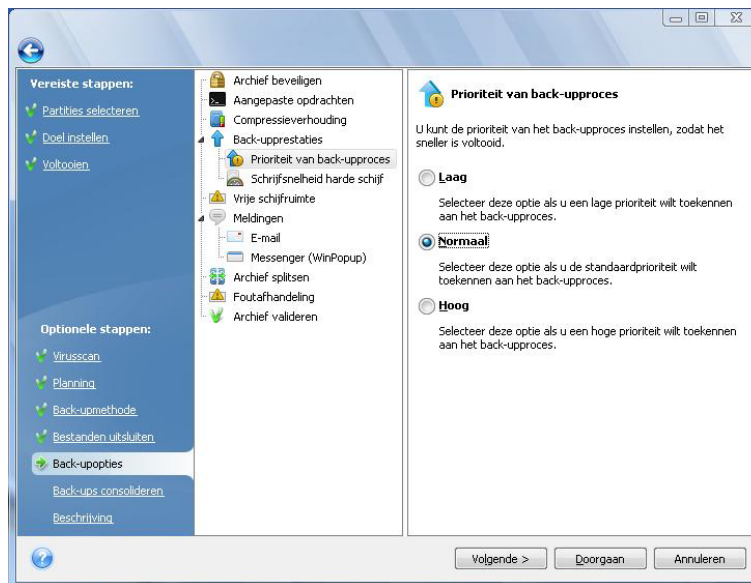 Vereiste stappen:
Partities selecteren
Doel instellen
Voltooien
Optionele stappen:
Virusscan
Planning
Back-upmethode
Bestanden uitsluiten
Back-upopties
Back-ups consolideren
Beschrijving
Archief beveiligen
Aangepaste opdrachten
Compressieverhouding
Back-upprestaties
Prioriteit van back-upproces
Schrijfsnelheid harde schijf
Vrije schijfruimte
Meldingen
E-mail
Messenger (WinPopup)
Archief splitsen
Foutafhandeling
Archief valideren
Prioriteit van back-upproces
U kunt de prioriteit van het back-upproces instellen, zodat het
sneller is voltooid.
Laag
Selecteer deze optie als u een lage prioriteit wilt toekennen
aan het back-upproces.
Normaal
Selecteer deze optie als u de standaardprioriteit wilt
toekennen aan het back-upproces.
Hoog
Selecteer deze optie als u een hoge prioriteit wilt toekennen
aan het back-upproces.
Volgende >
Doorgaan
Annuleren